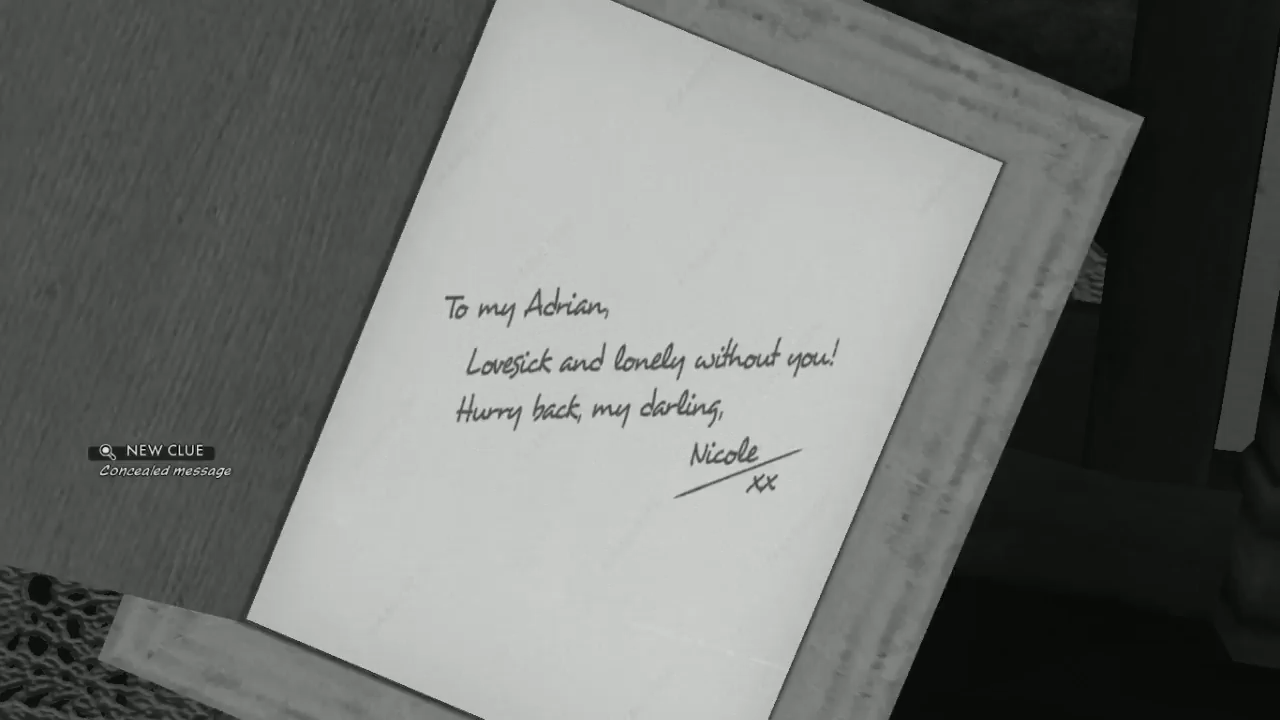 To my Adrian,
Lovesick and lonely without you!
Hurry back, my darling,
Nicole
xx
NEW CLUE
Concealed message